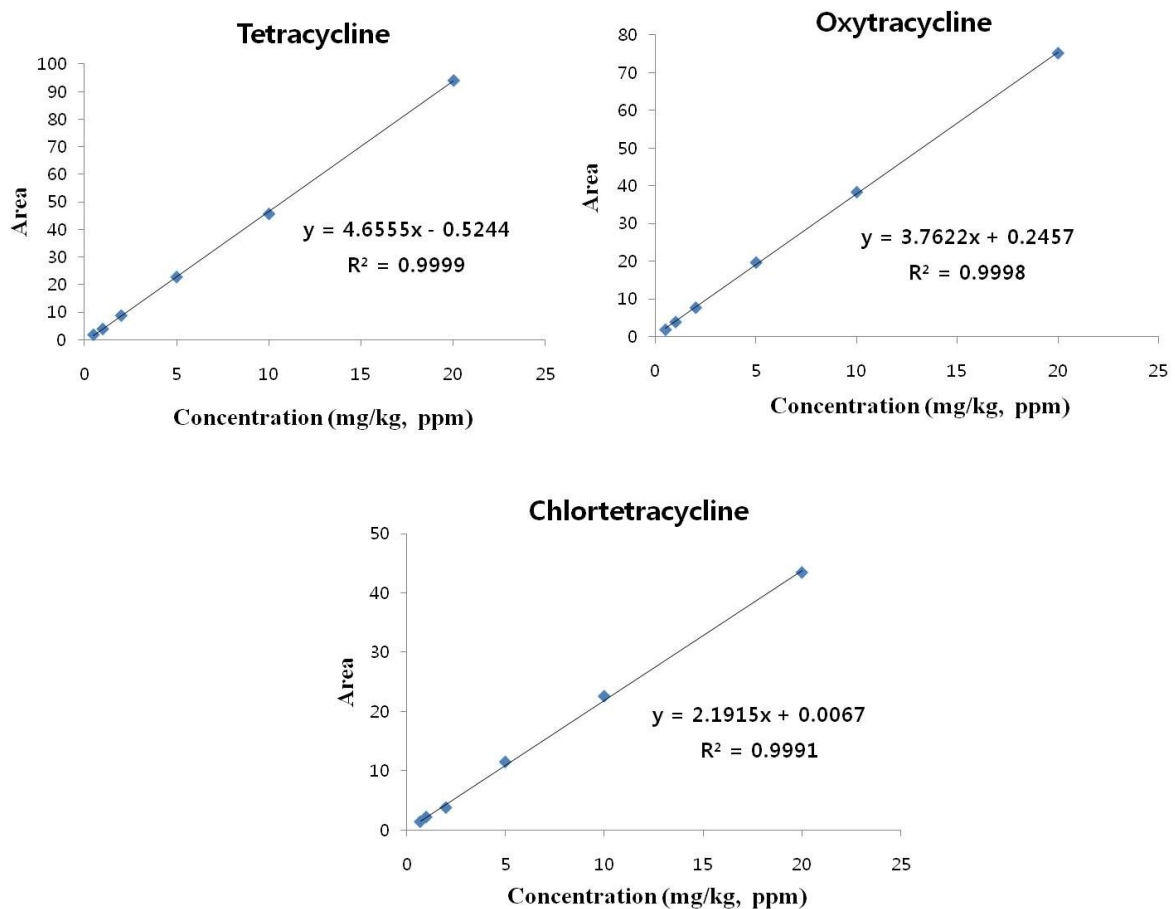 Tetracycline
100
90
80
70
60
50
40
30
20
10
0
Area
y = 4.6555x - 0.5244
R² = 0.9999
0 5 10 15 20 25
Concentration (mg/kg, ppm)
Oxytracycline
80
70
60
50
40
30
20
10
0
Area
y = 3.7622x + 0.2457
R² = 0.9998
0 5 10 15 20 25
Concentration (mg/kg, ppm)
Chlortetracycline
50
40
30
20
10
0
Area
y = 2.1915x + 0.0067
R² = 0.9991
0 5 10 15 20 25
Concentration (mg/kg, ppm)